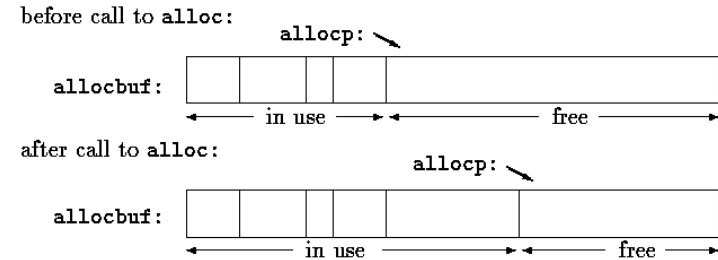 before call to alloc:
allocp:
allocbuf:
in use
free
after call to alloc:
allocp:
allocbuf:
in use
free